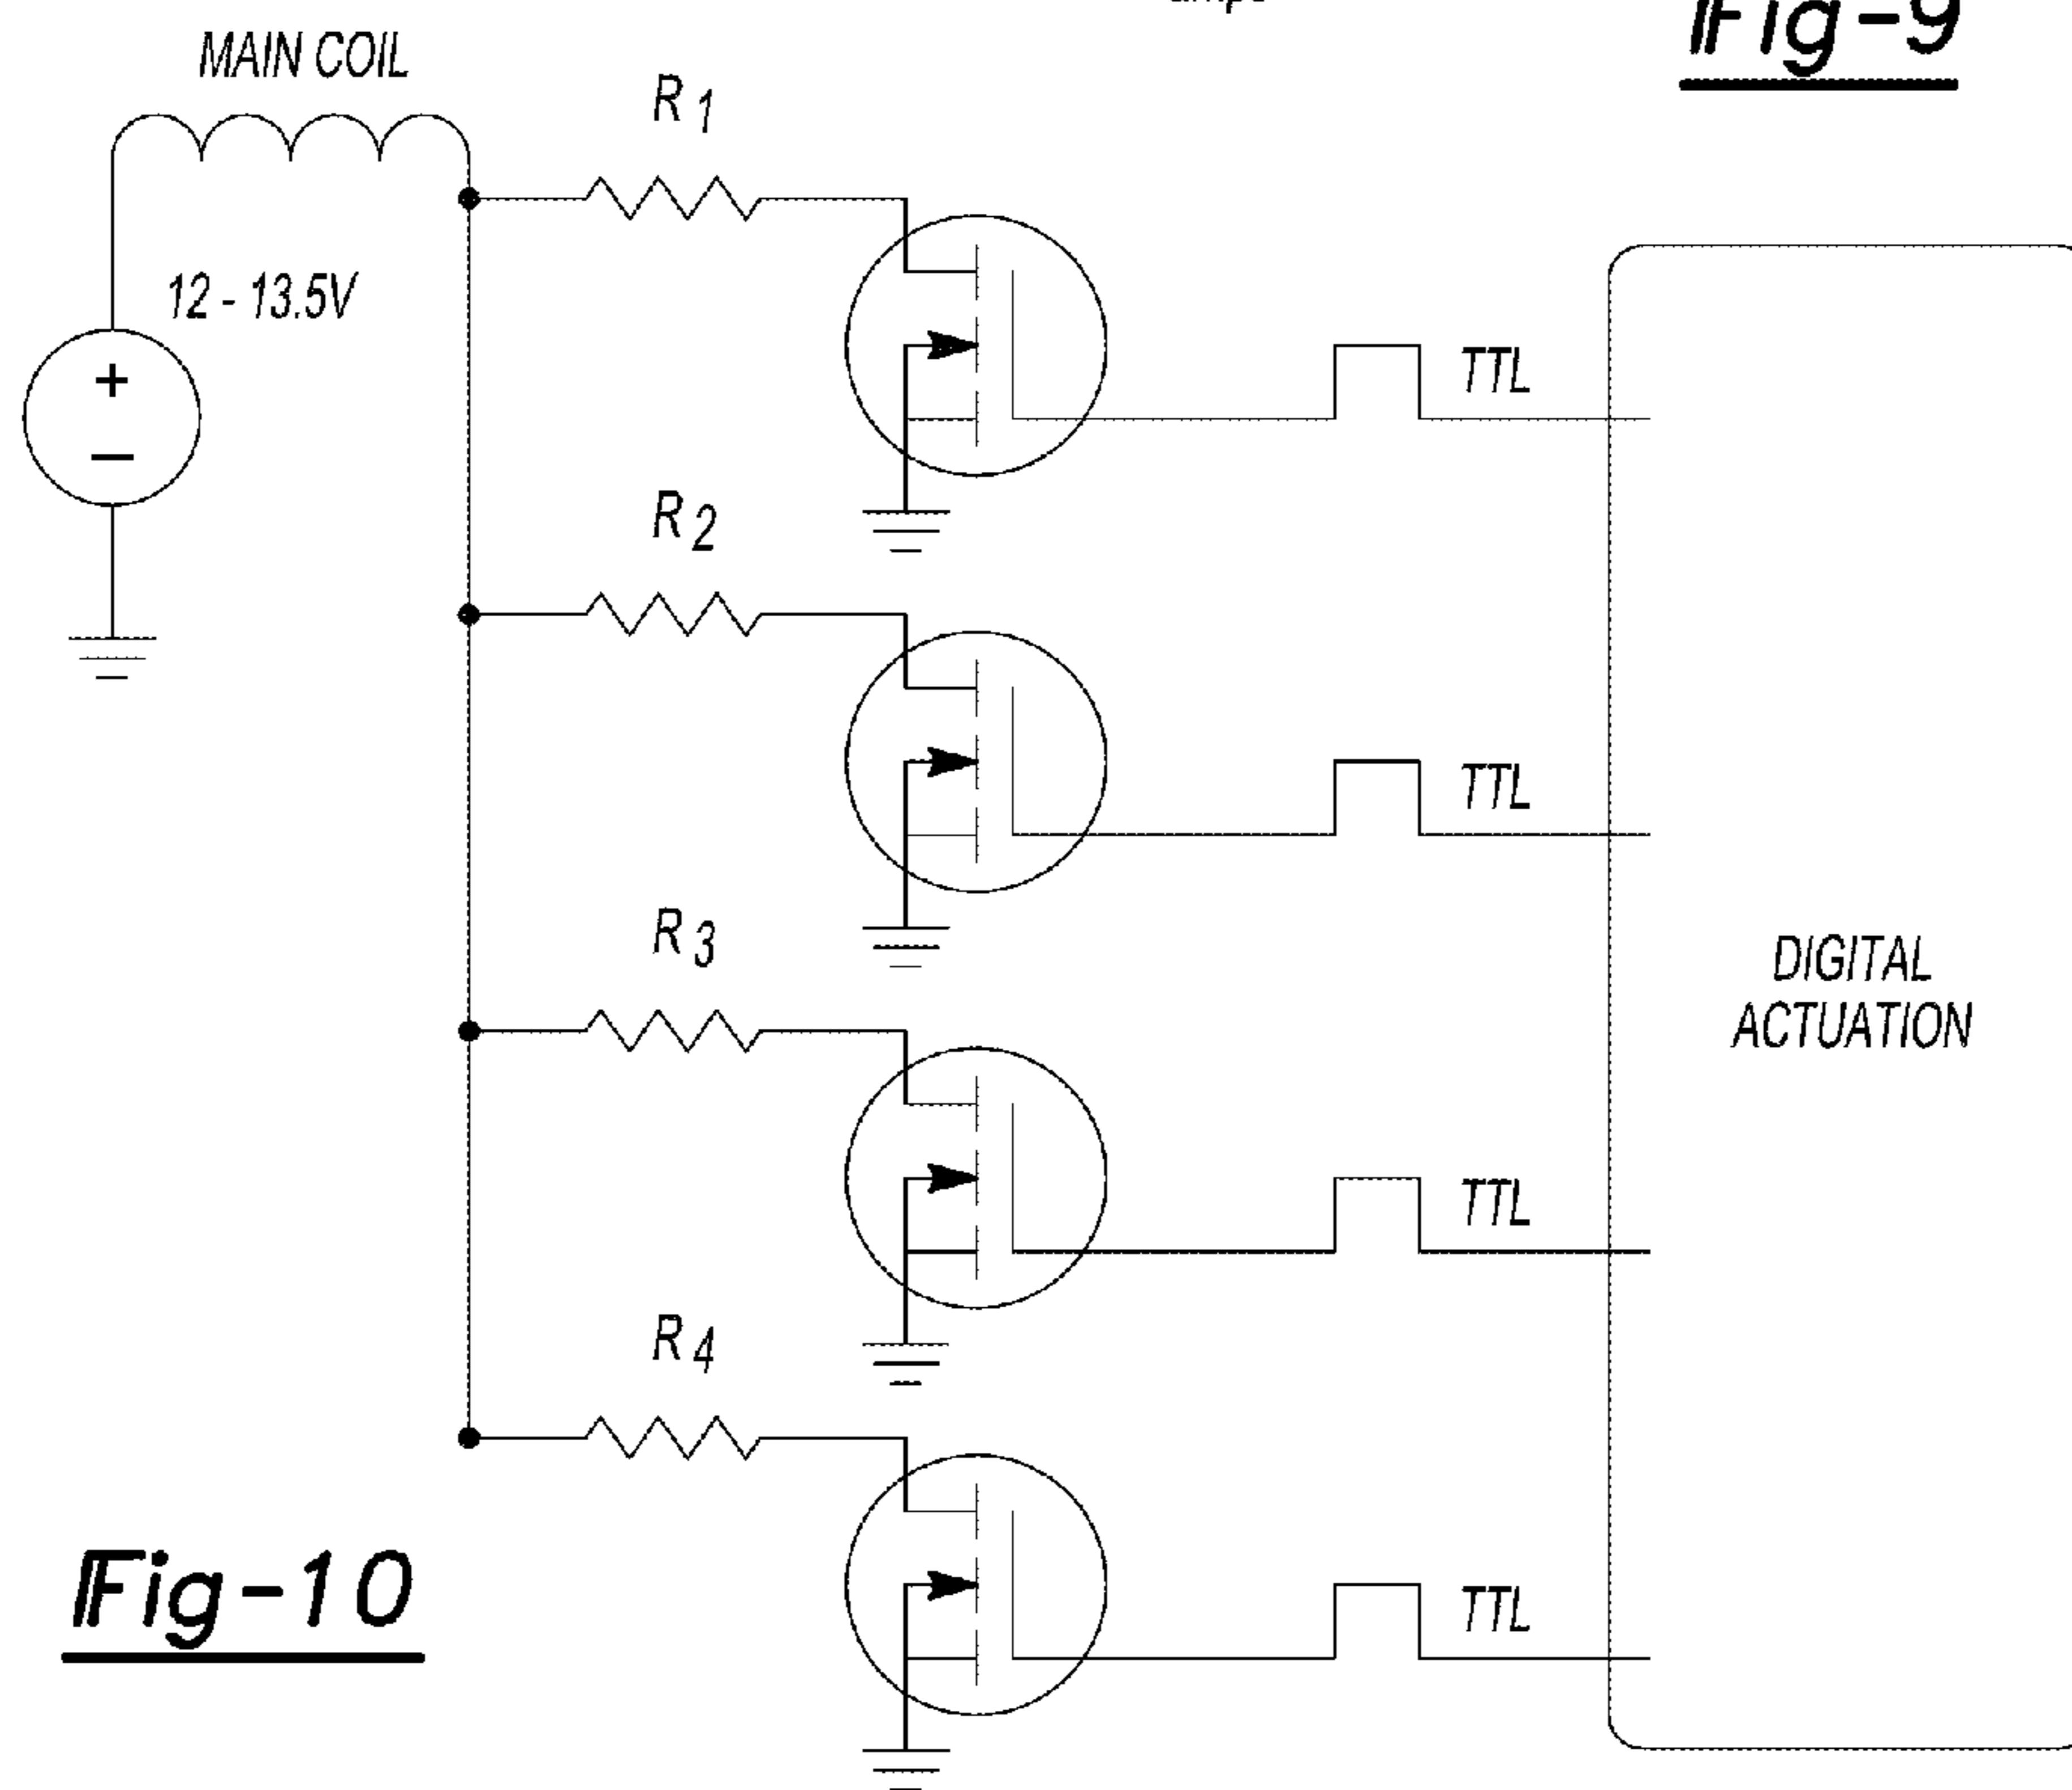 Fig-9
MAIN COIL
R1
12 - 13.5V
+
TTL
−
R2
TTL
R3
DIGITAL
ACTUATION
TTL
R4
Fig-10
TTL